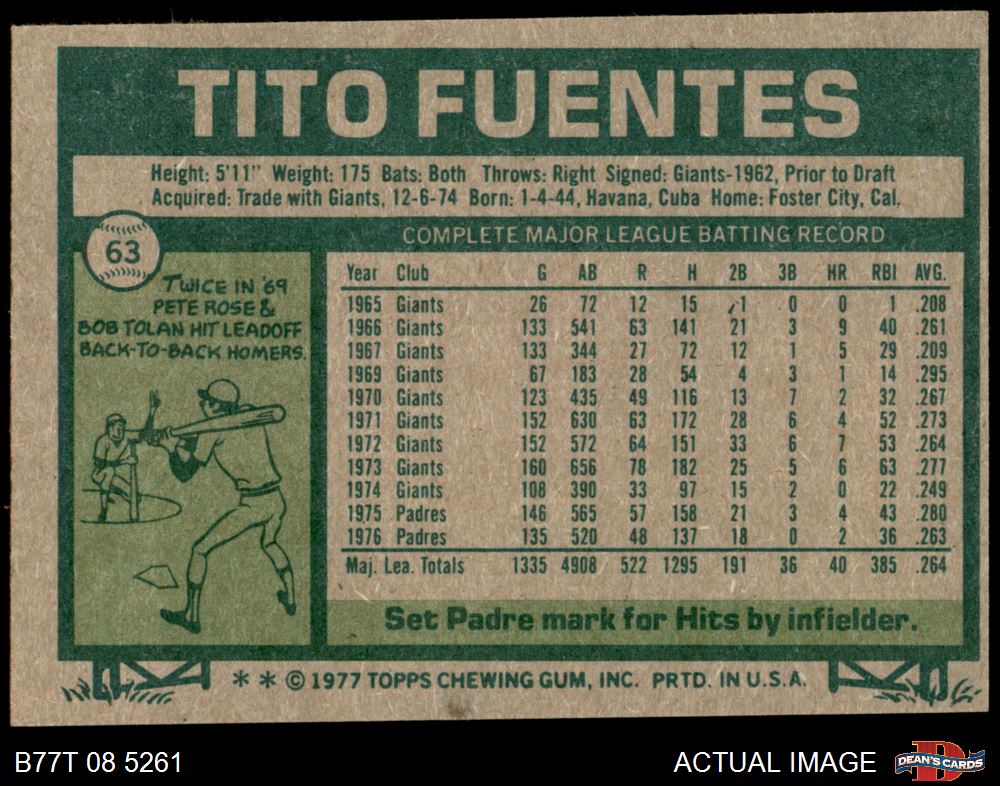 TITO FUENTES
Height: 5'11" Weight: 175 Bats: Both Throws: Right Signed: Giants-1962, Prior to Draft
Acquired: Trade with Giants, 12-6-74 Born: 1-4-44, Havana, Cuba Home: Foster City, Cal.
63
TWICE IN '69
PETE ROSE &
BOB TOLAN HIT LEADOFF
BACK-TO-BACK HOMERS.
COMPLETE MAJOR LEAGUE BATTING RECORD
Year Club G AB R H 2B 3B HR RBI AVG.
1965 Giants 26 72 12 15 1 0 0 1 .208
1966 Giants 133 541 63 141 21 3 9 40 .261
1967 Giants 133 344 27 72 12 1 5 29 .209
1969 Giants 67 183 28 54 4 3 1 14 .295
1970 Giants 123 435 49 116 13 7 2 32 .267
1971 Giants 152 630 63 172 28 6 4 52 .273
1972 Giants 152 572 64 151 33 6 7 53 .264
1973 Giants 160 656 78 182 25 5 6 63 .277
1974 Giants 108 390 33 97 15 2 0 22 .249
1975 Padres 146 565 57 158 21 3 4 43 .280
1976 Padres 135 520 48 137 18 0 2 36 .263
Maj. Lea. Totals 1335 4908 522 1295 191 36 40 385 .264
Set Padre mark for Hits by infielder.
* * © 1977 TOPPS CHEWING GUM, INC. PRTD. IN U.S.A.
B77T 08 5261
ACTUAL IMAGE
D
DEAN'S CARDS